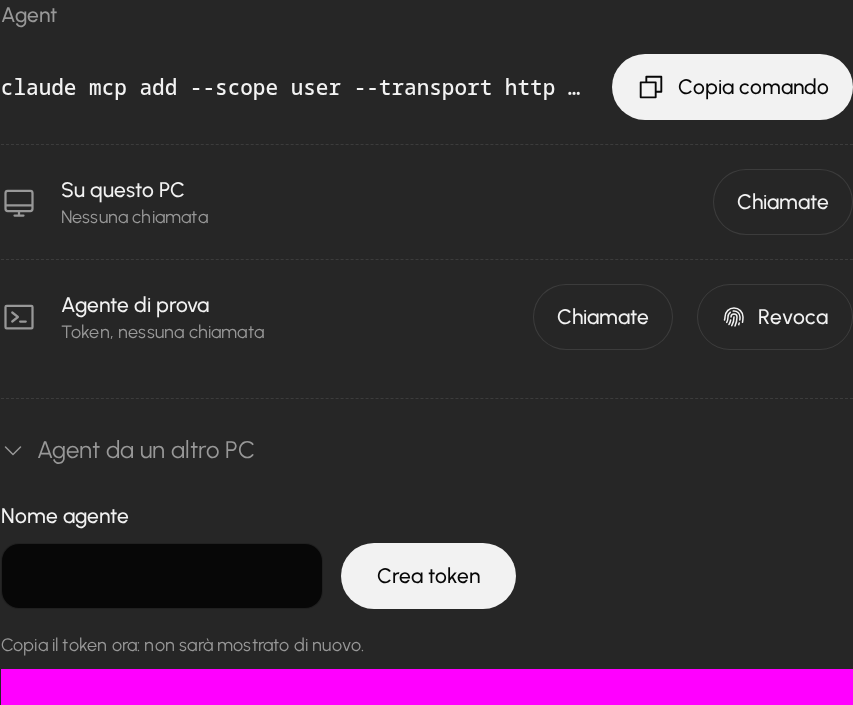 Agent
claude mcp add --scope user --transport http …
Copia comando
Su questo PC
Nessuna chiamata
Chiamate
Agente di prova
Token, nessuna chiamata
Chiamate
Revoca
Agent da un altro PC
Nome agente
Crea token
Copia il token ora: non sarà mostrato di nuovo.